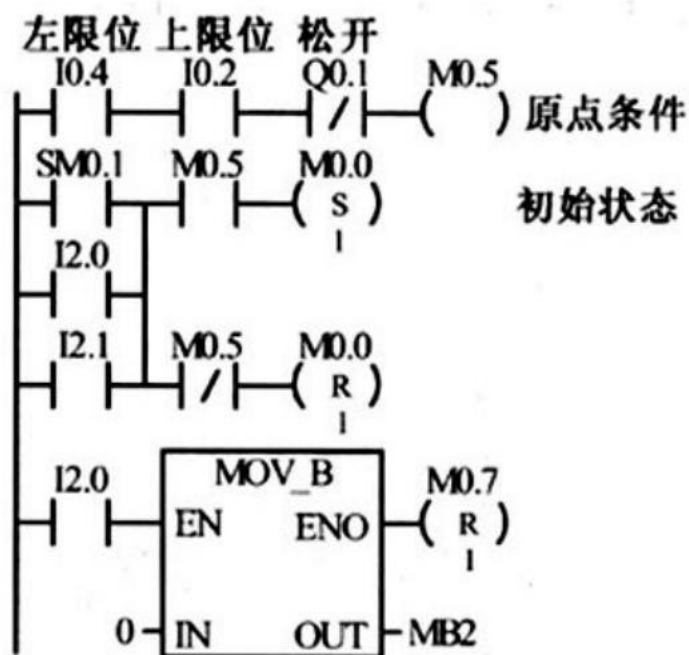 左限位 上限位 松开
I0.4 I0.2 Q0.1 M0.5
原点条件
SM0.1 M0.5 M0.0
S
1
初始状态
I2.0
I2.1 M0.5 M0.0
R
1
I2.0 MOV_B M0.7
EN ENO R
1
0 IN OUT MB2